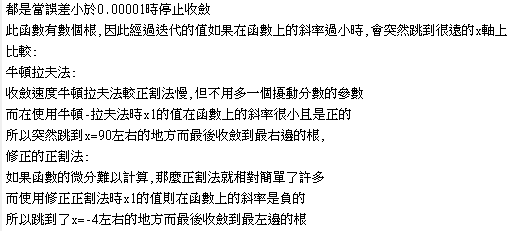 都是當誤差小於0.00001時停止收斂
此函數有數個根,因此經過迭代的值如果在函數上的斜率過小時,會突然跳到很遠的x軸上
比較:
牛頓拉夫法:
收斂速度牛頓拉夫法較正割法慢,但不用多一個擾動分數的參數
而在使用牛頓-拉夫法時x1的值在函數上的斜率很小且是正的
所以突然跳到x=90左右的地方而最後收斂到最右邊的根,
修正的正割法:
如果函數的微分難以計算,那麼正割法就相對簡單了許多
而使用修正正割法時x1的值則在函數上的斜率是負的
所以跳到了x=-4左右的地方而最後收斂到最左邊的根